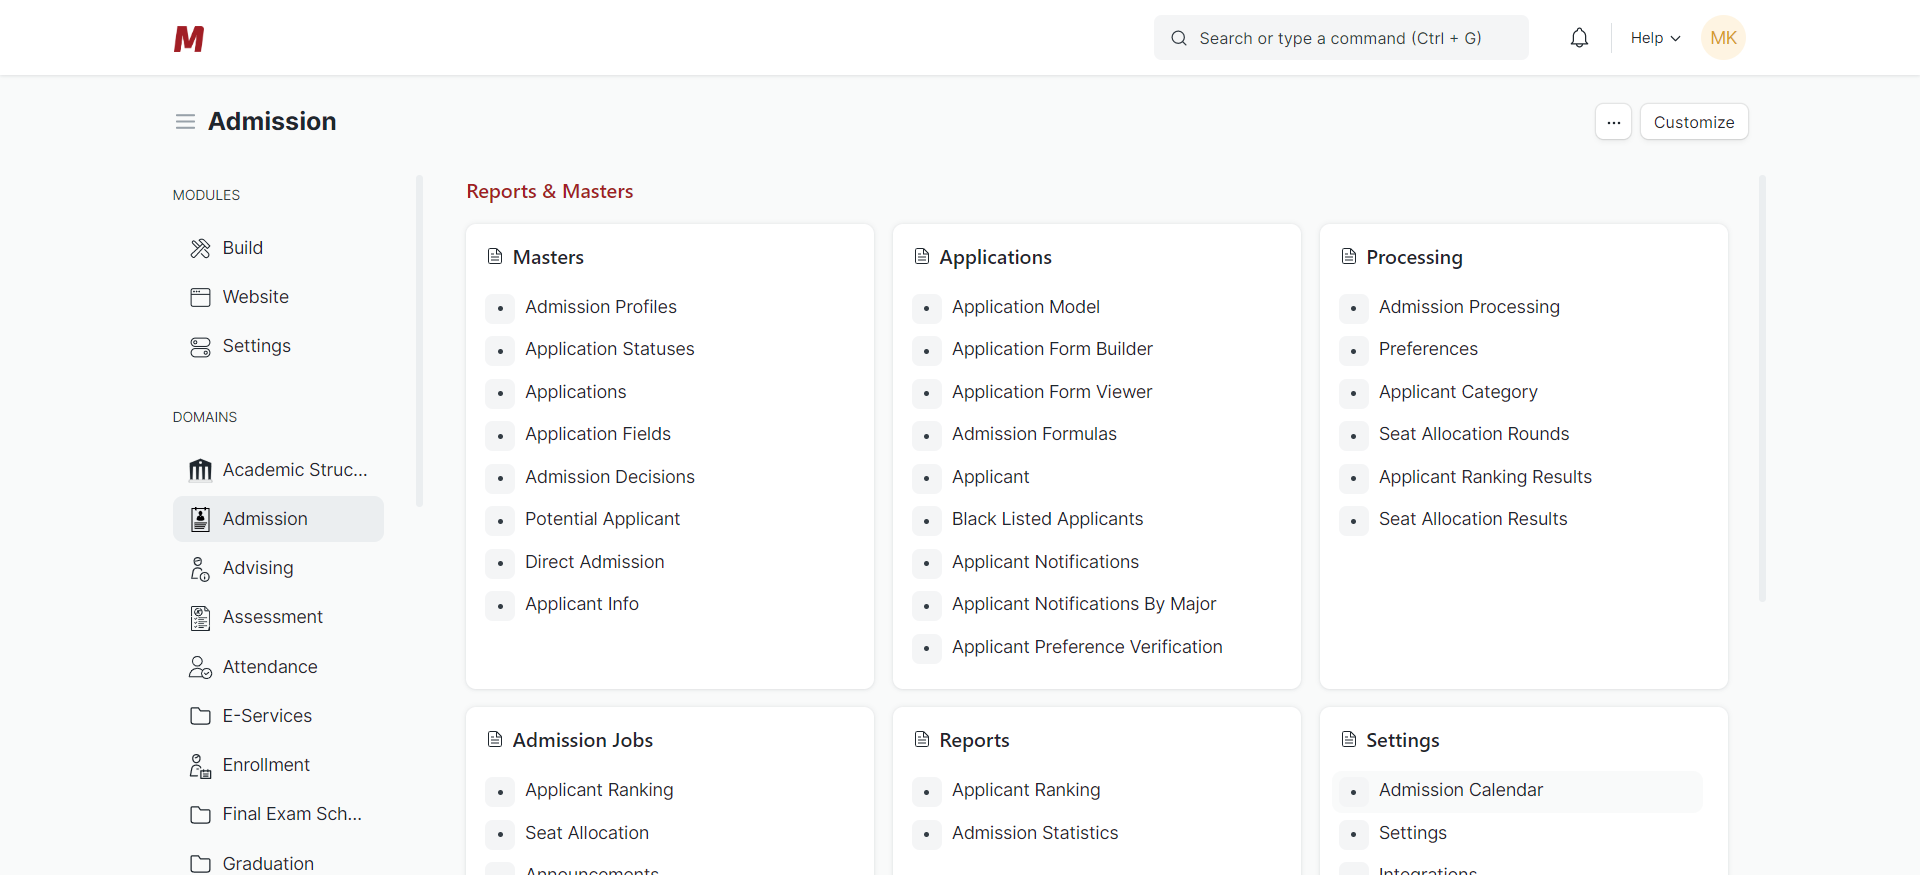 M
Search or type a command (Ctrl + G)
Help
MK
Admission
...
Customize
MODULES
Build
Website
Settings
DOMAINS
Academic Struc...
Admission
Advising
Assessment
Attendance
E-Services
Enrollment
Final Exam Sch...
Graduation
Reports & Masters
Masters
Admission Profiles
Application Statuses
Applications
Application Fields
Admission Decisions
Potential Applicant
Direct Admission
Applicant Info
Applications
Application Model
Application Form Builder
Application Form Viewer
Admission Formulas
Applicant
Black Listed Applicants
Applicant Notifications
Applicant Notifications By Major
Applicant Preference Verification
Processing
Admission Processing
Preferences
Applicant Category
Seat Allocation Rounds
Applicant Ranking Results
Seat Allocation Results
Admission Jobs
Applicant Ranking
Seat Allocation
Announcements
Reports
Applicant Ranking
Admission Statistics
Settings
Admission Calendar
Settings
Integrations